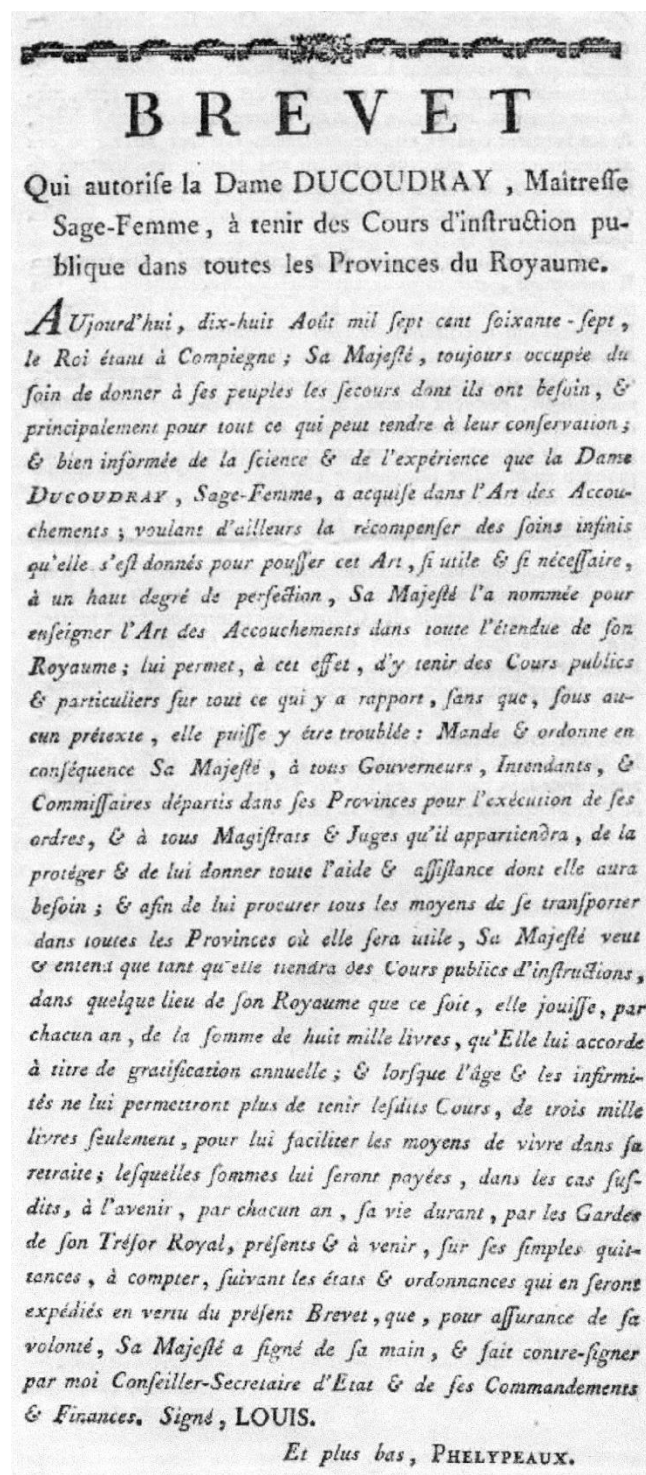 BREVET
Qui autoriſe la Dame DUCOUDRAY , Maîtreſſe
Sage-Femme, à tenir des Cours d'inſtruction pu-
blique dans toutes les Provinces du Royaume.
AUjourd'hui, dix-huit Août mil ſept cent ſoixante-ſept,
le Roi étant à Compiegne ; Sa Majeſté, toujours occupée du
ſoin de donner à ſes peuples les ſecours dont ils ont beſoin, &
principalement pour tout ce qui peut tendre à leur conſervation ;
& bien informée de la ſcience & de l'expérience que la Dame
DUCOUDRAY, Sage-Femme, a acquiſe dans l'Art des Accou-
chements ; voulant d'ailleurs la récompenſer des ſoins infinis
qu'elle s'eſt donnés pour pouſſer cet Art, ſi utile & ſi néceſſaire,
à un haut degré de perfection, Sa Majeſté l'a nommée pour
enſeigner l'Art des Accouchements dans toute l'étendue de ſon
Royaume ; lui permet, à cet effet, d'y tenir des Cours publics
& particuliers ſur tout ce qui y a rapport, ſans que, ſous au-
cun prétexte, elle puiſſe y être troublée : Mande & ordonne en
conſéquence Sa Majeſté, à tous Gouverneurs, Intendants, &
Commiſſaires départis dans ſes Provinces pour l'exécution de ſes
ordres, & à tous Magiſtrats & Juges qu'il appartiendra, de la
protéger & de lui donner toute l'aide & aſſiſtance dont elle aura
beſoin ; & afin de lui procurer tous les moyens de ſe tranſporter
dans toutes les Provinces où elle ſera utile, Sa Majeſté veut
& entend que tant qu'elle tiendra des Cours publics d'inſtructions,
dans quelque lieu de ſon Royaume que ce ſoit, elle jouiſſe, par
chacun an, de la ſomme de huit mille livres, qu'Elle lui accorde
à titre de gratification annuelle ; & lorſque l'âge & les infirmi-
tés ne lui permettront plus de tenir leſdits Cours, de trois mille
livres ſeulement, pour lui faciliter les moyens de vivre dans ſa
retraite ; leſquelles ſommes lui ſeront payées, dans les cas ſuſ-
dits, à l'avenir, par chacun an, ſa vie durant, par les Gardes
de ſon Tréſor Royal, préſents & à venir, ſur ſes ſimples quit-
tances, à compter, ſuivant les états & ordonnances qui en ſeront
expédiés en vertu du préſent Brevet, que, pour aſſurance de ſa
volonté, Sa Majeſté a ſigné de ſa main, & fait contre-ſigner
par moi Conſeiller-Secretaire d'Etat & de ſes Commandements
& Finances. Signé, LOUIS.
Et plus bas, PHELYPEAUX.